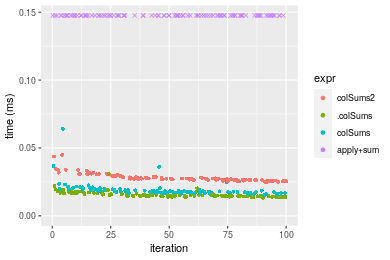 0.15
0.10
0.05
0.00
time (ms)
0
25
50
75
100
iteration
expr
colSums2
.colSums
colSums
apply+sum